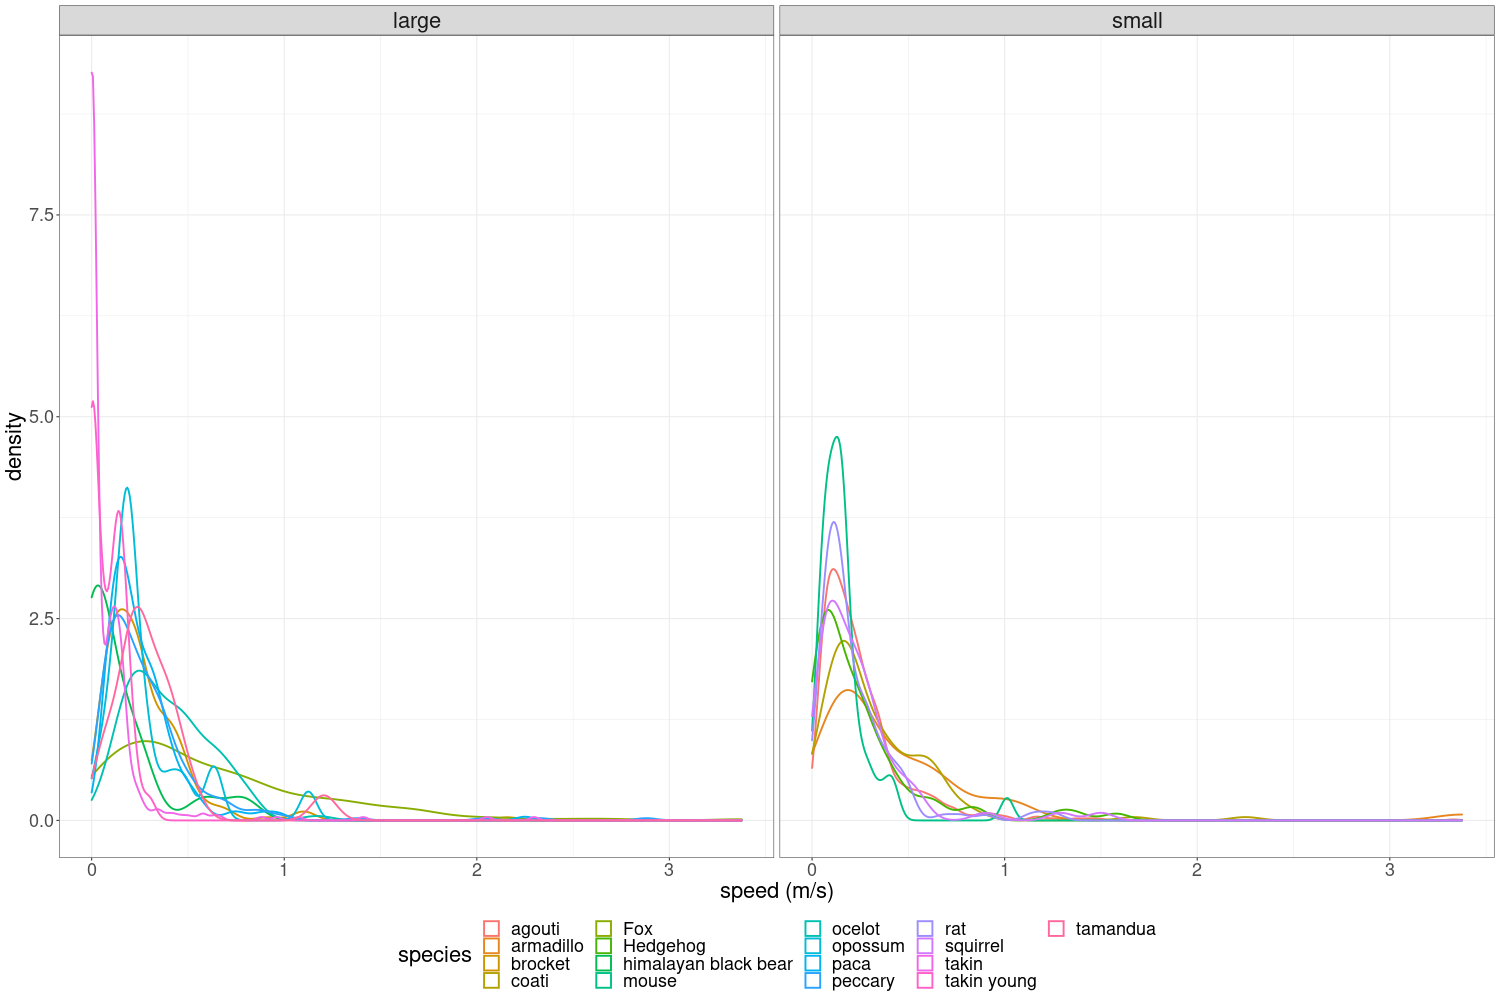 large small
density
7.5
5.0
2.5
0.0
0 1 2 3 0 1 2 3
speed (m/s)
species
agouti Fox ocelot rat tamandua
armadillo Hedgehog opossum squirrel
brocket himalayan black bear paca takin
coati mouse peccary takin young